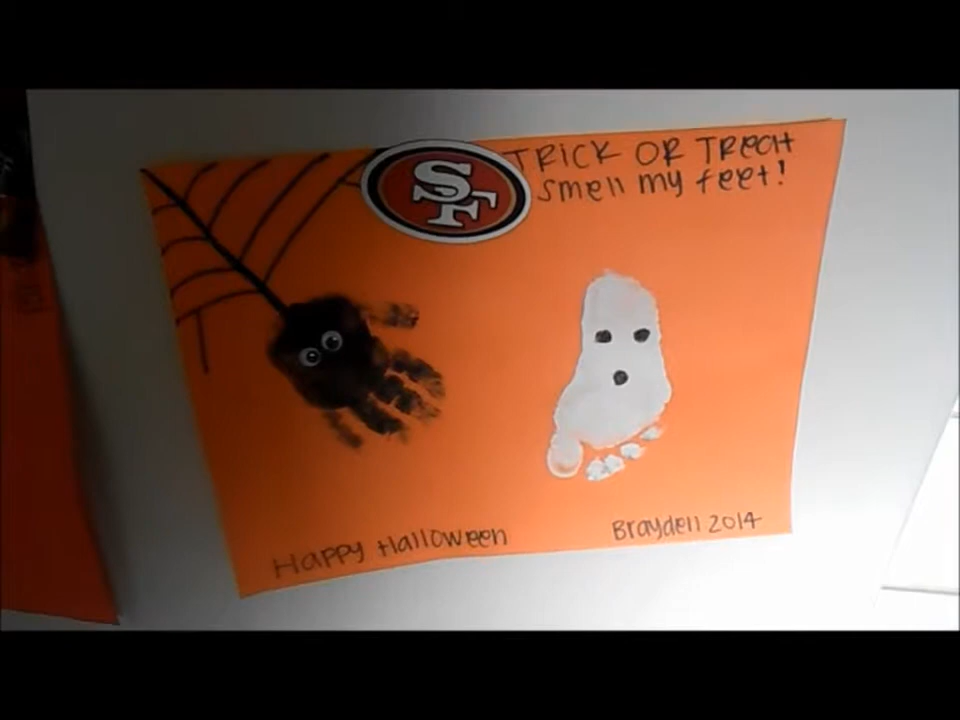 TRICK OR TREAT
smell my feet!
SF
Happy Halloween
Braydell 2014